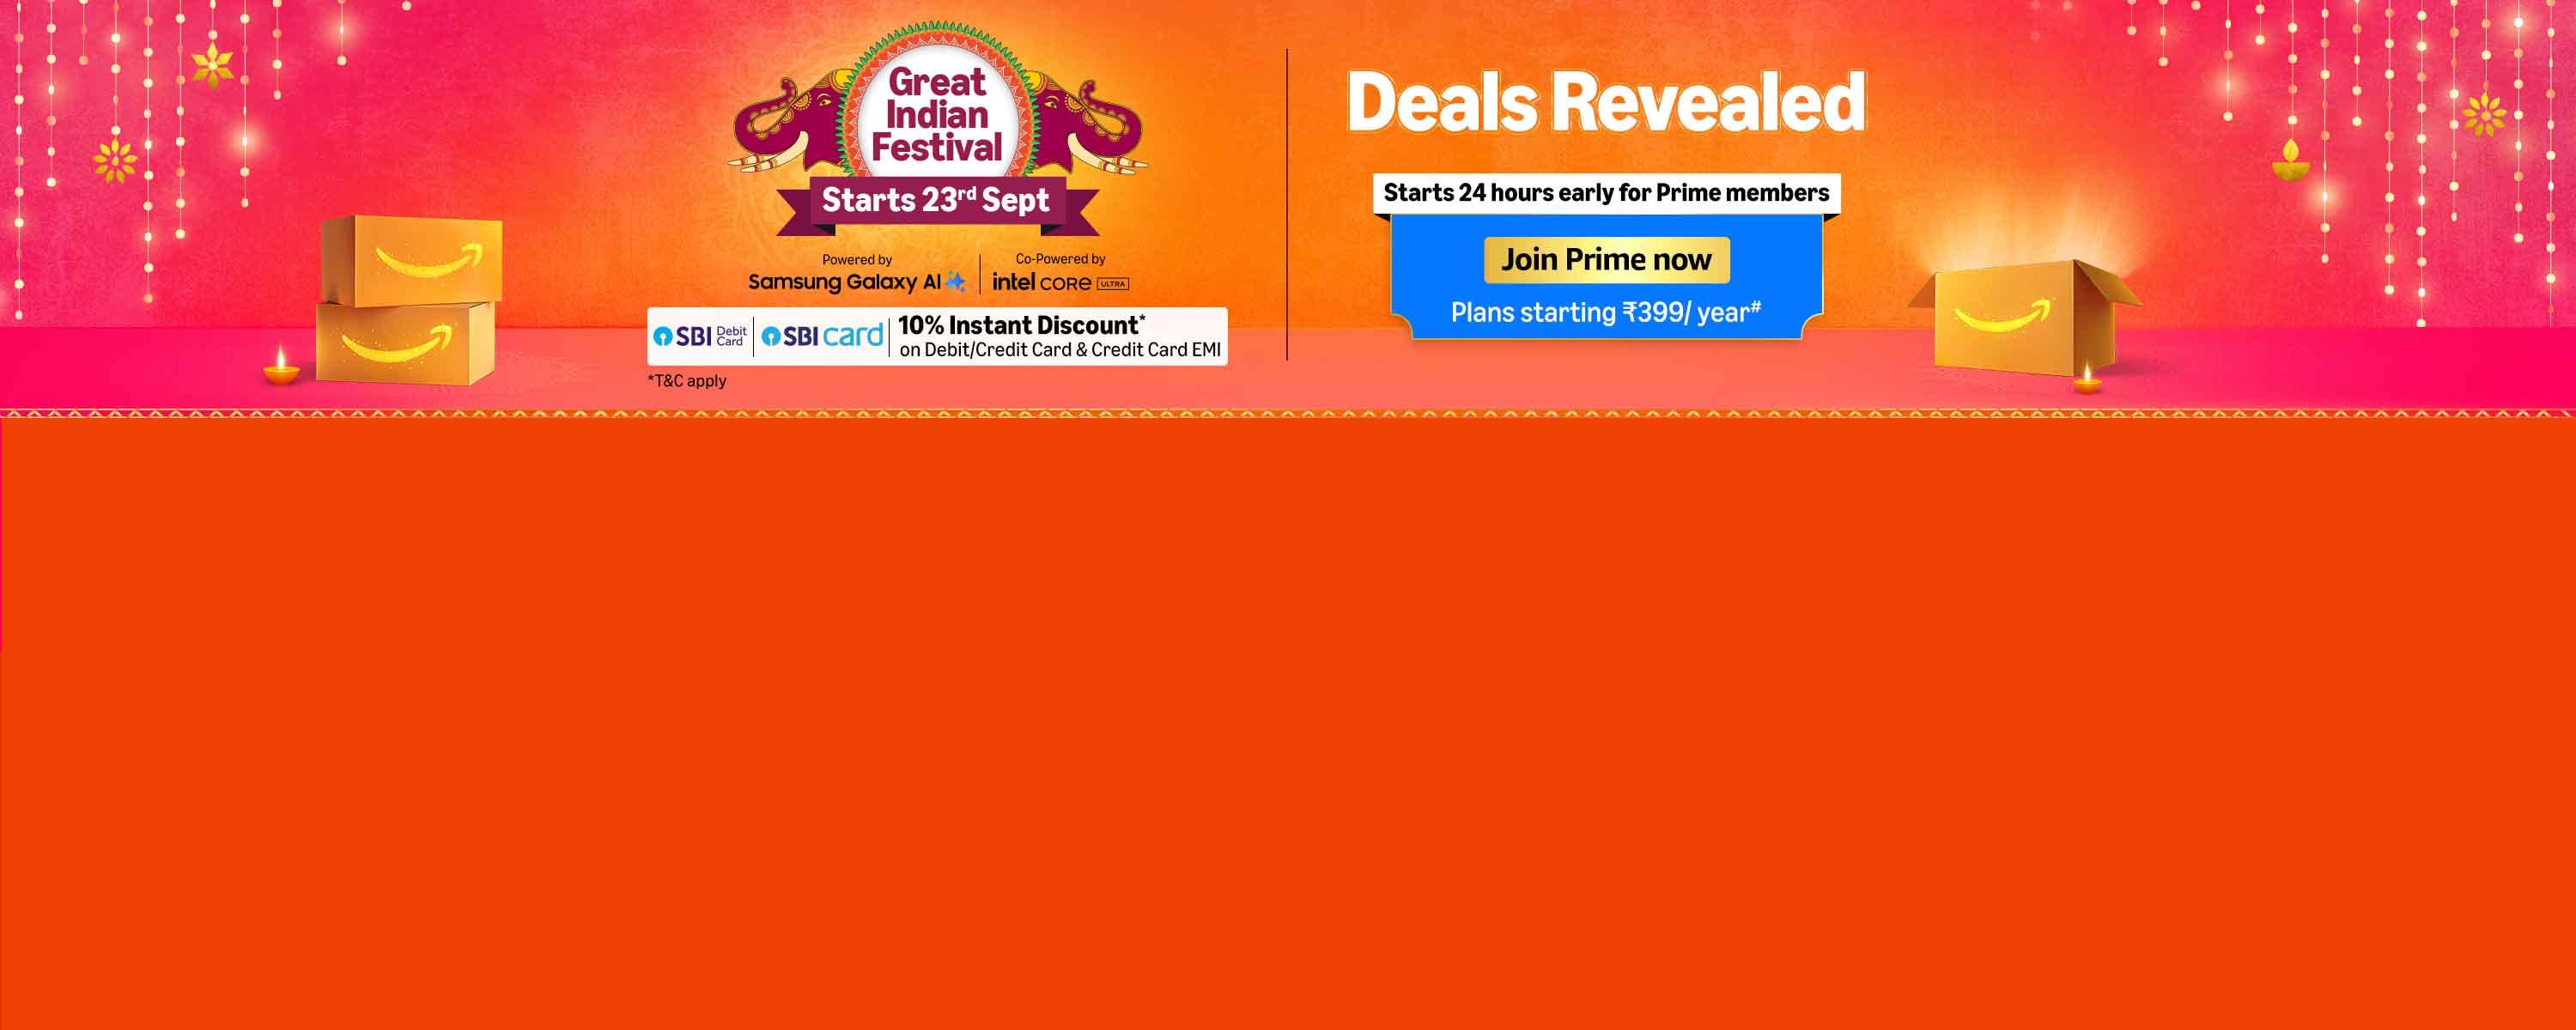 Great
Indian
Festival
Starts 23rd Sept
Powered by
Samsung Galaxy AI
Co-Powered by
intel CORE ULTRA
SBI Debit Card
SBI card
10% Instant Discount*
on Debit/Credit Card & Credit Card EMI
*T&C apply
Deals Revealed
Starts 24 hours early for Prime members
Join Prime now
Plans starting ₹399/ year#